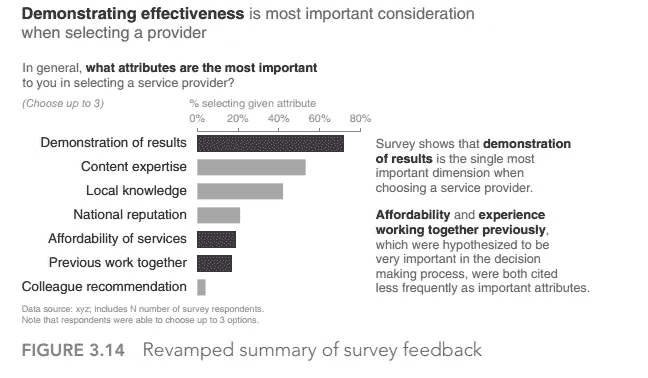 Demonstrating effectiveness is most important consideration
when selecting a provider
In general, what attributes are the most important
to you in selecting a service provider?
(Choose up to 3)
% selecting given attribute
0% 20% 40% 60% 80%
Demonstration of results
Content expertise
Local knowledge
National reputation
Affordability of services
Previous work together
Colleague recommendation
Survey shows that demonstration
of results is the single most
important dimension when
choosing a service provider.
Affordability and experience
working together previously,
which were hypothesized to be
very important in the decision
making process, were both cited
less frequently as important attributes.
Data source: xyz; includes N number of survey respondents.
Note that respondents were able to choose up to 3 options.
FIGURE 3.14 Revamped summary of survey feedback